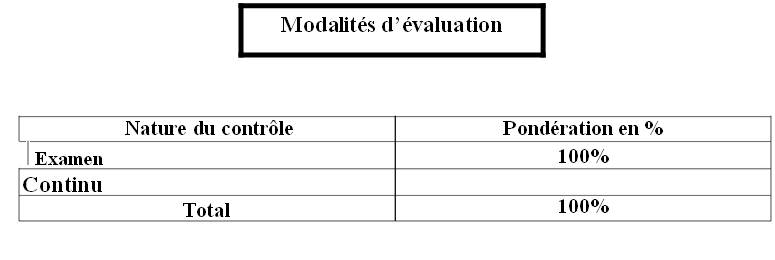 Modalités d'évaluation
Nature du contrôle Pondération en %
Examen 100%
Continu
Total 100%